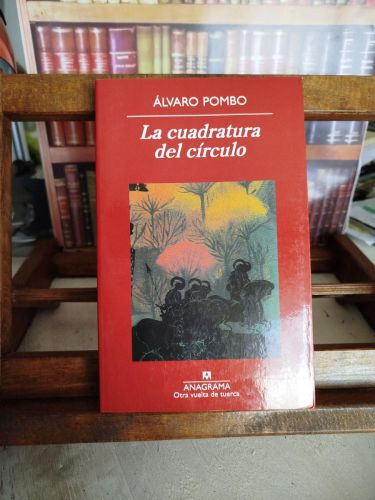 ÁLVARO POMBO
La cuadratura
del círculo
ANAGRAMA
Otra vuelta de tuerca